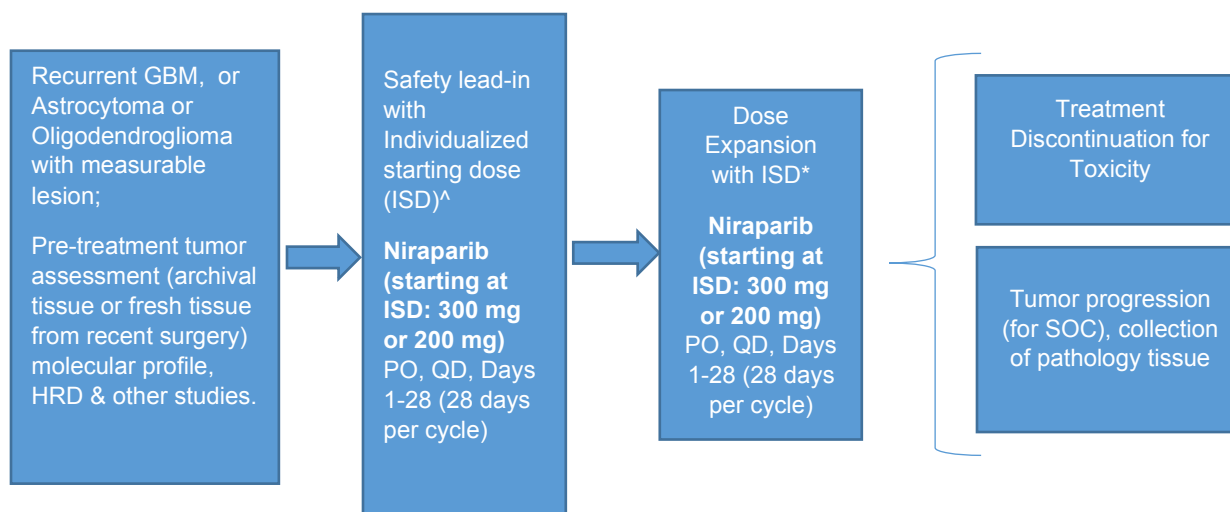 Recurrent GBM, or
Astrocytoma or
Oligodendroglioma
with measurable
lesion;
Pre-treatment tumor
assessment (archival
tissue or fresh tissue
from recent surgery)
molecular profile,
HRD & other studies.
Safety lead-in
with
Individualized
starting dose
(ISD)^
Niraparib
(starting at
ISD: 300 mg
or 200 mg)
PO, QD, Days
1-28 (28 days
per cycle)
Dose
Expansion
with ISD*
Niraparib
(starting at
ISD: 300 mg
or 200 mg)
PO, QD, Days
1-28 (28 days
per cycle)
Treatment
Discontinuation for
Toxicity
Tumor progression
(for SOC), collection
of pathology tissue